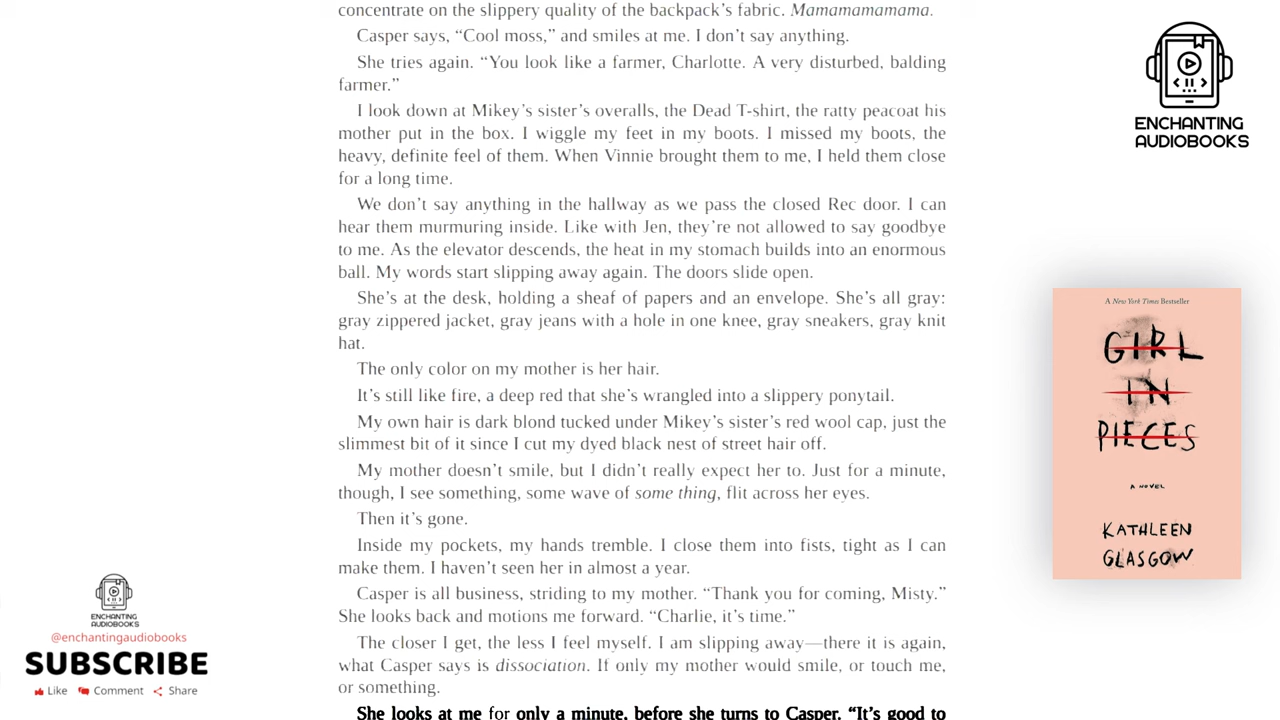 concentrate on the slippery quality of the backpack's fabric. Mamamamamama.
Casper says, “Cool moss,” and smiles at me. I don't say anything.
She tries again. “You look like a farmer, Charlotte. A very disturbed, balding
farmer.”
I look down at Mikey's sister's overalls, the Dead T-shirt, the ratty peacoat his
mother put in the box. I wiggle my feet in my boots. I missed my boots, the
heavy, definite feel of them. When Vinnie brought them to me, I held them close
for a long time.
We don't say anything in the hallway as we pass the closed Rec door. I can
hear them murmuring inside. Like with Jen, they're not allowed to say goodbye
to me. As the elevator descends, the heat in my stomach builds into an enormous
ball. My words start slipping away again. The doors slide open.
She's at the desk, holding a sheaf of papers and an envelope. She's all gray:
gray zippered jacket, gray jeans with a hole in one knee, gray sneakers, gray knit
hat.
The only color on my mother is her hair.
It's still like fire, a deep red that she's wrangled into a slippery ponytail.
My own hair is dark blond tucked under Mikey's sister's red wool cap, just the
slimmest bit of it since I cut my dyed black nest of street hair off.
My mother doesn't smile, but I didn't really expect her to. Just for a minute,
though, I see something, some wave of some thing, flit across her eyes.
Then it's gone.
Inside my pockets, my hands tremble. I close them into fists, tight as I can
make them. I haven't seen her in almost a year.
Casper is all business, striding to my mother. “Thank you for coming, Misty.”
She looks back and motions me forward. “Charlie, it's time.”
The closer I get, the less I feel myself. I am slipping away—there it is again,
what Casper says is dissociation. If only my mother would smile, or touch me,
or something.
She looks at me for only a minute, before she turns to Casper. “It's good to
ENCHANTING
AUDIOBOOKS
A New York Times Bestseller
GIRL
IN
PIECES
A NOVEL
KATHLEEN
GLASGOW
ENCHANTING
AUDIOBOOKS
@enchantingaudiobooks
SUBSCRIBE
Like Comment Share